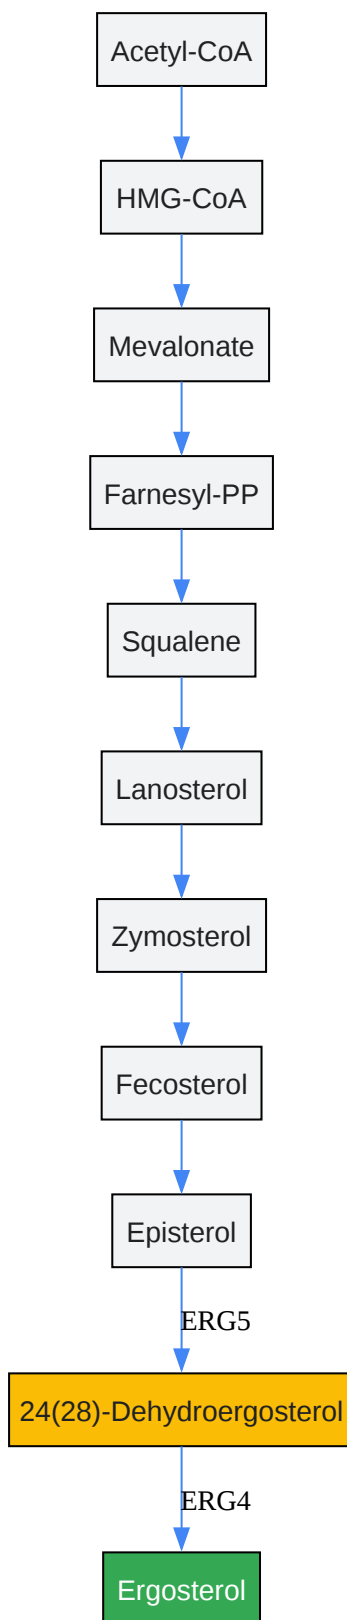 Acetyl-CoA
HMG-CoA
Mevalonate
Farnesyl-PP
Squalene
Lanosterol
Zymosterol
Fecosterol
Episterol
ERG5
24(28)-Dehydroergosterol
ERG4
Ergosterol